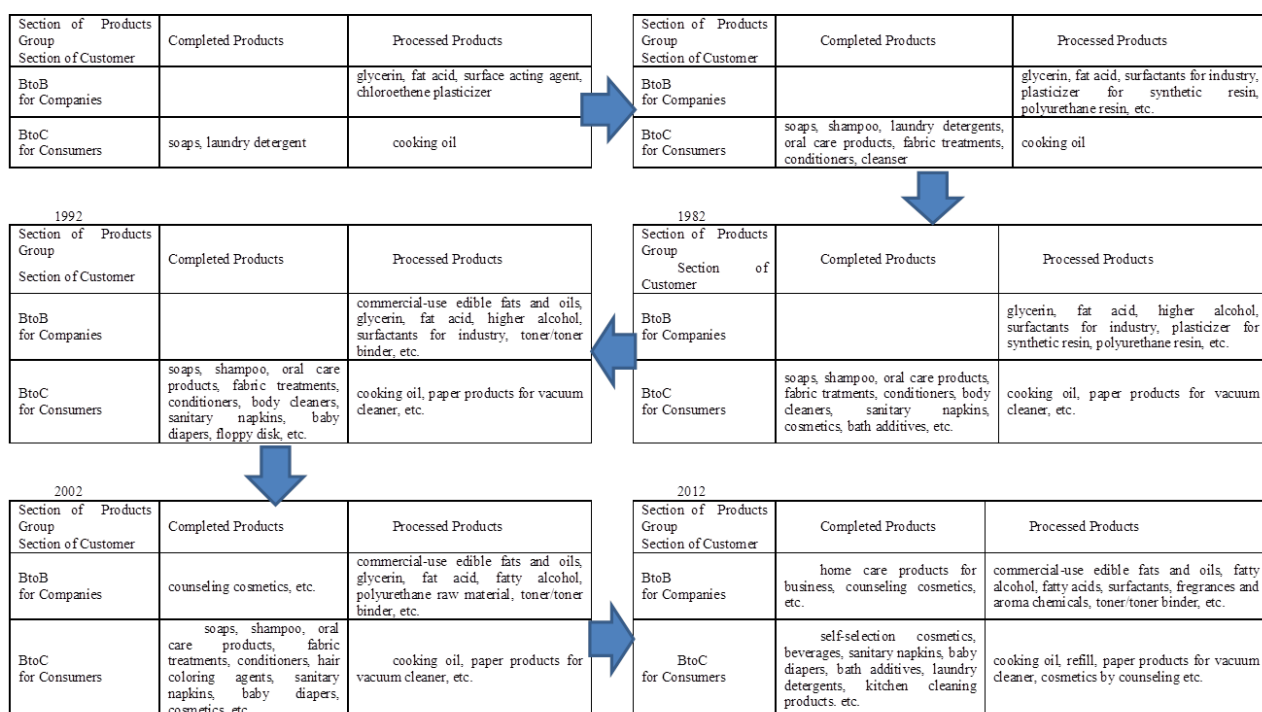 Section of Products
Group
Section of Customer
Completed Products
Processed Products
BtoB
for Companies
glycerin, fat acid, surface acting agent,
chloroethene plasticizer
BtoC
for Consumers
soaps, laundry detergent
cooking oil
Section of Products
Group
Section of Customer
Completed Products
Processed Products
BtoB
for Companies
glycerin, fat acid, surfactants for industry,
plasticizer for synthetic resin,
polyurethane resin, etc.
BtoC
for Consumers
soaps, shampoo, laundry detergents,
oral care products, fabric treatments,
conditioners, cleanser
cooking oil
1992
Section of Products
Group
Section of Customer
Completed Products
Processed Products
BtoB
for Companies
commercial-use edible fats and oils,
glycerin, fat acid, higher alcohol,
surfactants for industry, toner/toner
binder, etc.
BtoC
for Consumers
soaps, shampoo, oral care
products, fabric treatments,
conditioners, body cleaners,
sanitary napkins, baby
diapers, floppy disk, etc.
cooking oil, paper products for vacuum
cleaner, etc.
1982
Section of Products
Group
Section of
Customer
Completed Products
Processed Products
BtoB
for Companies
glycerin, fat acid, higher alcohol,
surfactants for industry, plasticizer for
synthetic resin, polyurethane resin, etc.
BtoC
for Consumers
soaps, shampoo, oral care products,
fabric tratments, conditioners, body
cleaners, sanitary napkins,
cosmetics, bath additives, etc.
cooking oil, paper products for vacuum
cleaner, etc.
2002
Section of Products
Group
Section of Customer
Completed Products
Processed Products
BtoB
for Companies
counseling cosmetics, etc.
commercial-use edible fats and oils,
glycerin, fat acid, fatty alcohol,
polyurethane raw material, toner/toner
binder, etc.
BtoC
for Consumers
soaps, shampoo, oral
care products, fabric
treatments, conditioners, hair
coloring agents, sanitary
napkins, baby diapers,
cosmetics, etc.
cooking oil, paper products for
vacuum cleaner, etc.
2012
Section of Products
Group
Section of Customer
Completed Products
Processed Products
BtoB
for Companies
home care products for
business, counseling cosmetics,
etc.
commercial-use edible fats and oils, fatty
alcohol, fatty acids, surfactants, fregrances and
aroma chemicals, toner/toner binder, etc.
BtoC
for Consumers
self-selection cosmetics,
beverages, sanitary napkins, baby
diapers, bath additives, laundry
detergents, kitchen cleaning
products. etc.
cooking oil, refill, paper products for vacuum
cleaner, cosmetics by counseling etc.